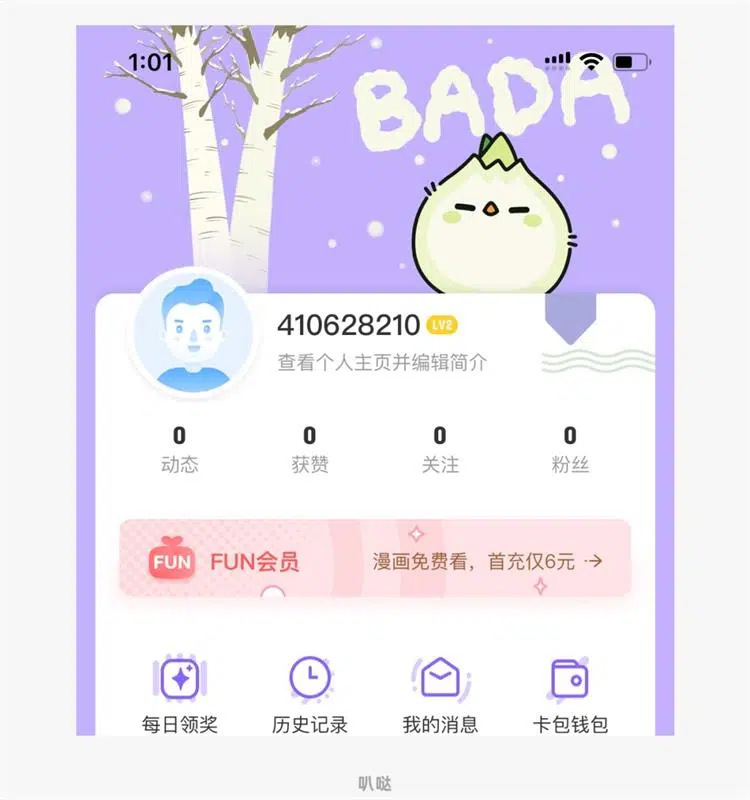 1:01
BADA
410628210 LV2
查看个人主页并编辑简介
0 0 0 0
动态 获赞 关注 粉丝
FUN FUN会员 漫画免费看，首充仅6元 →
每日领奖 历史记录 我的消息 卡包钱包
叭哒